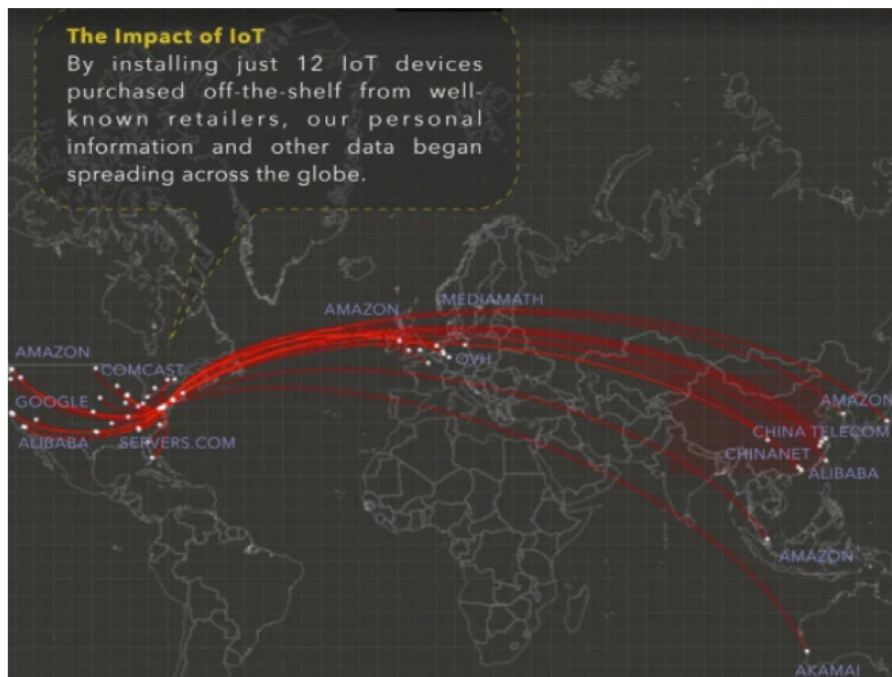 The Impact of IoT
By installing just 12 IoT devices
purchased off-the-shelf from well-
known retailers, our personal
information and other data began
spreading across the globe.
AMAZON
MEDIAMATH
AMAZON
COMCAST
OVH
GOOGLE
AMAZON
ALIBABA
SERVERS.COM
CHINA TELECOM
CHINANET
ALIBABA
AMAZON
AKAMAI